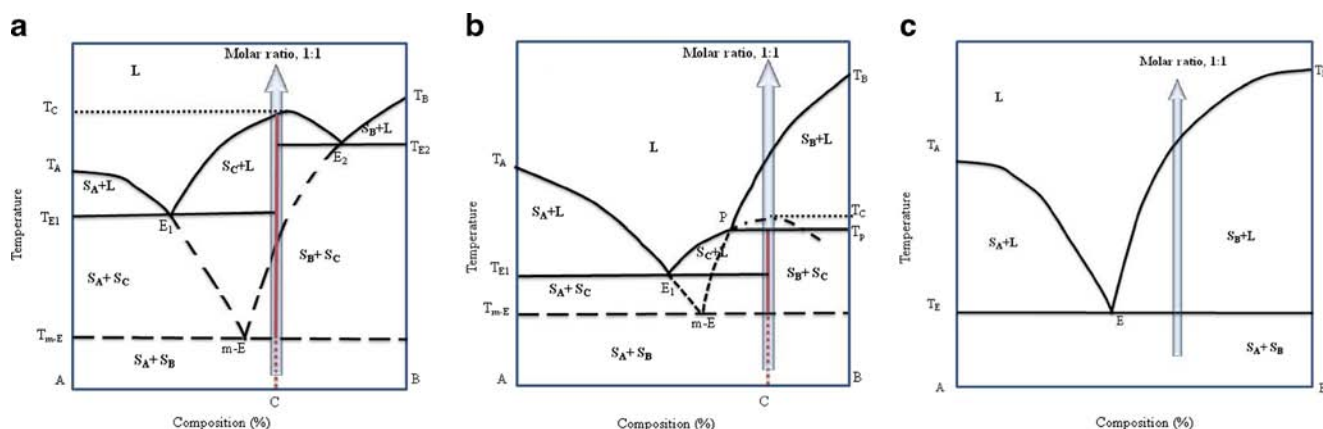 a
Molar ratio, 1:1
L
T_C
T_B
S_B+L
E_2
T_E2
S_C+L
T_A
S_A+L
T_E1
E_1
Temperature
S_B+S_C
S_A+S_C
T_m-E
m-E
S_A+S_B
A
B
C
Composition (%)
b
Molar ratio, 1:1
T_B
L
S_B+L
T_A
P
T_C
T_P
S_A+L
S_C+L
Temperature
T_E1
E_1
S_B+S_C
S_A+S_C
T_m-E
m-E
S_A+S_B
A
B
C
Composition (%)
c
Molar ratio, 1:1
L
T_A
Temperature
S_A+L
S_B+L
T_E
E
S_A+S_B
A
Composition (%)